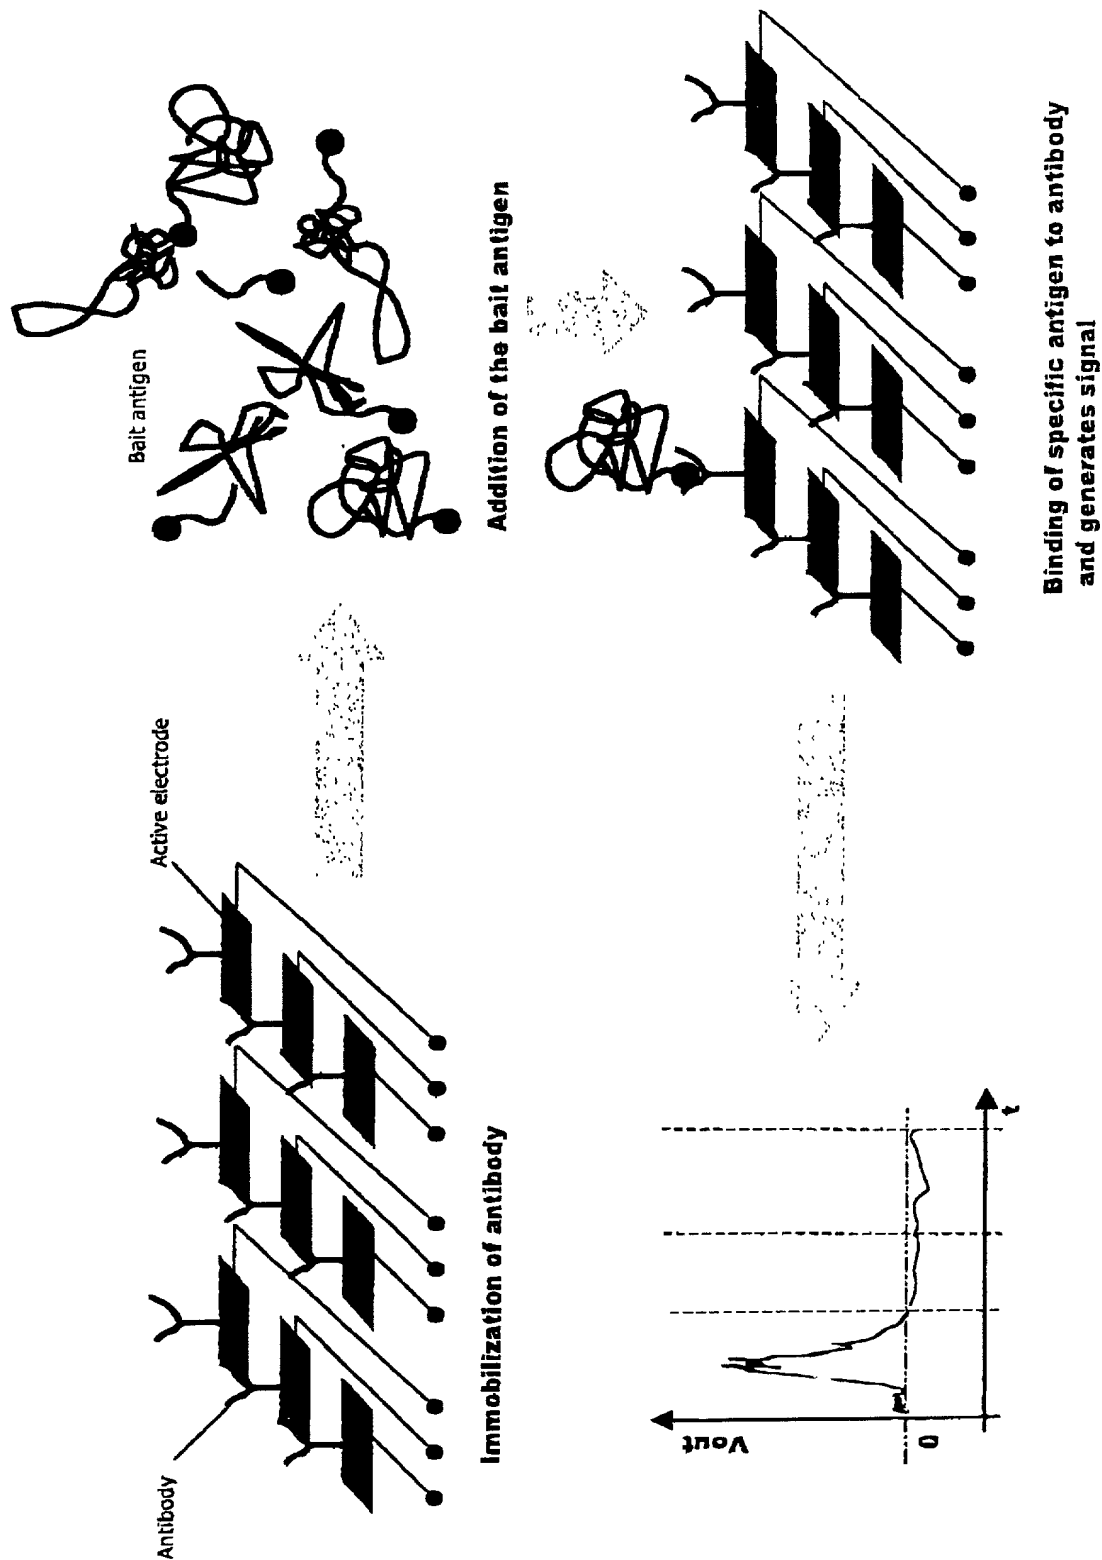 Antibody
Active electrode
Immobilization of antibody
Bait antigen
Addition of the bait antigen
Binding of specific antigen to antibody
and generates signal
Vout
0
t